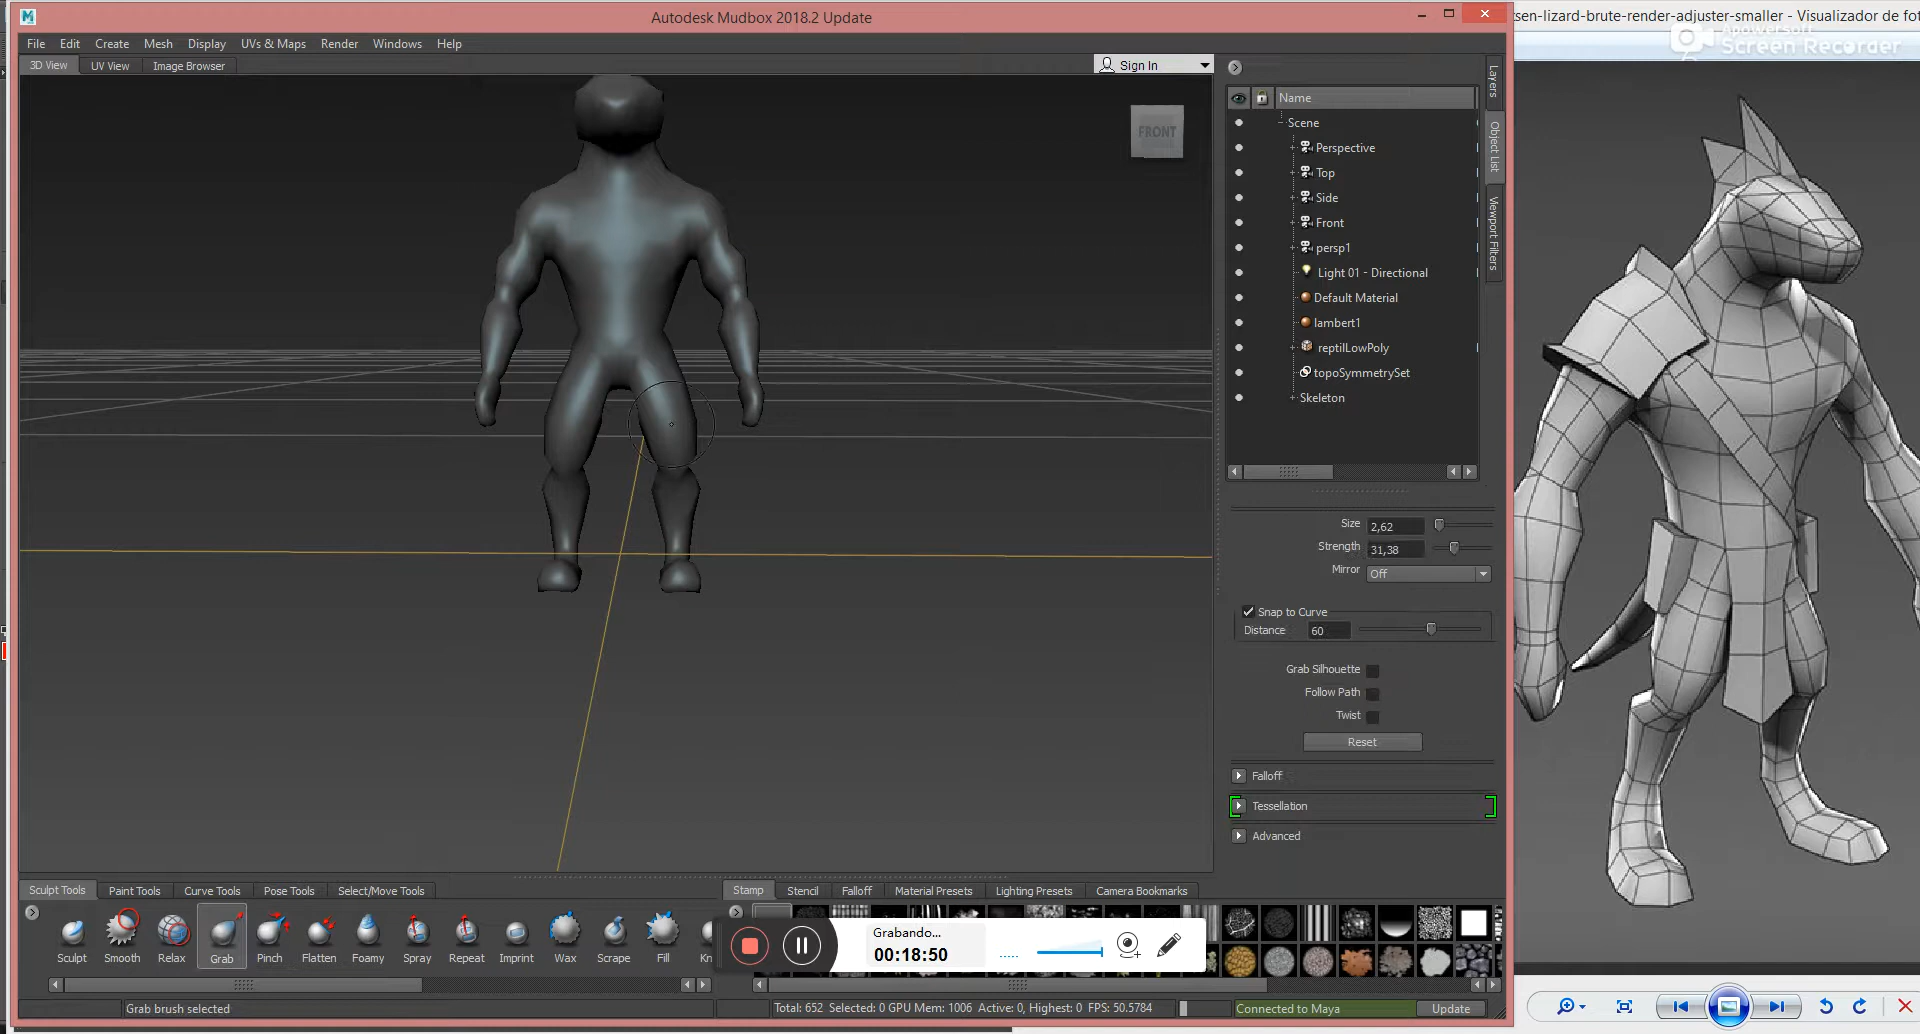 Autodesk Mudbox 2018.2 Update
sen-lizard-brute-render-adjuster-smaller - Visualizador de fo
Apowersoft
Screen Recorder
File Edit Create Mesh Display UVs & Maps Render Windows Help
3D View UV View Image Browser
Sign In
FRONT
Layers
Object List
Viewport Filters
Name
Scene
Perspective
Top
Side
Front
persp1
Light 01 - Directional
Default Material
lambert1
reptilLowPoly
topoSymmetrySet
Skeleton
Size 2,62
Strength 31,38
Mirror Off
Snap to Curve
Distance 60
Grab Silhouette
Follow Path
Twist
Reset
Falloff
Tessellation
Advanced
Sculpt Tools Paint Tools Curve Tools Pose Tools Select/Move Tools
Stamp Stencil Falloff Material Presets Lighting Presets Camera Bookmarks
Sculpt Smooth Relax Grab Pinch Flatten Foamy Spray Repeat Imprint Wax Scrape Fill Kn
Grabando...
00:18:50
Grab brush selected
Total: 652 Selected: 0 GPU Mem: 1006 Active: 0, Highest: 0 FPS: 50.5784
Connected to Maya
Update